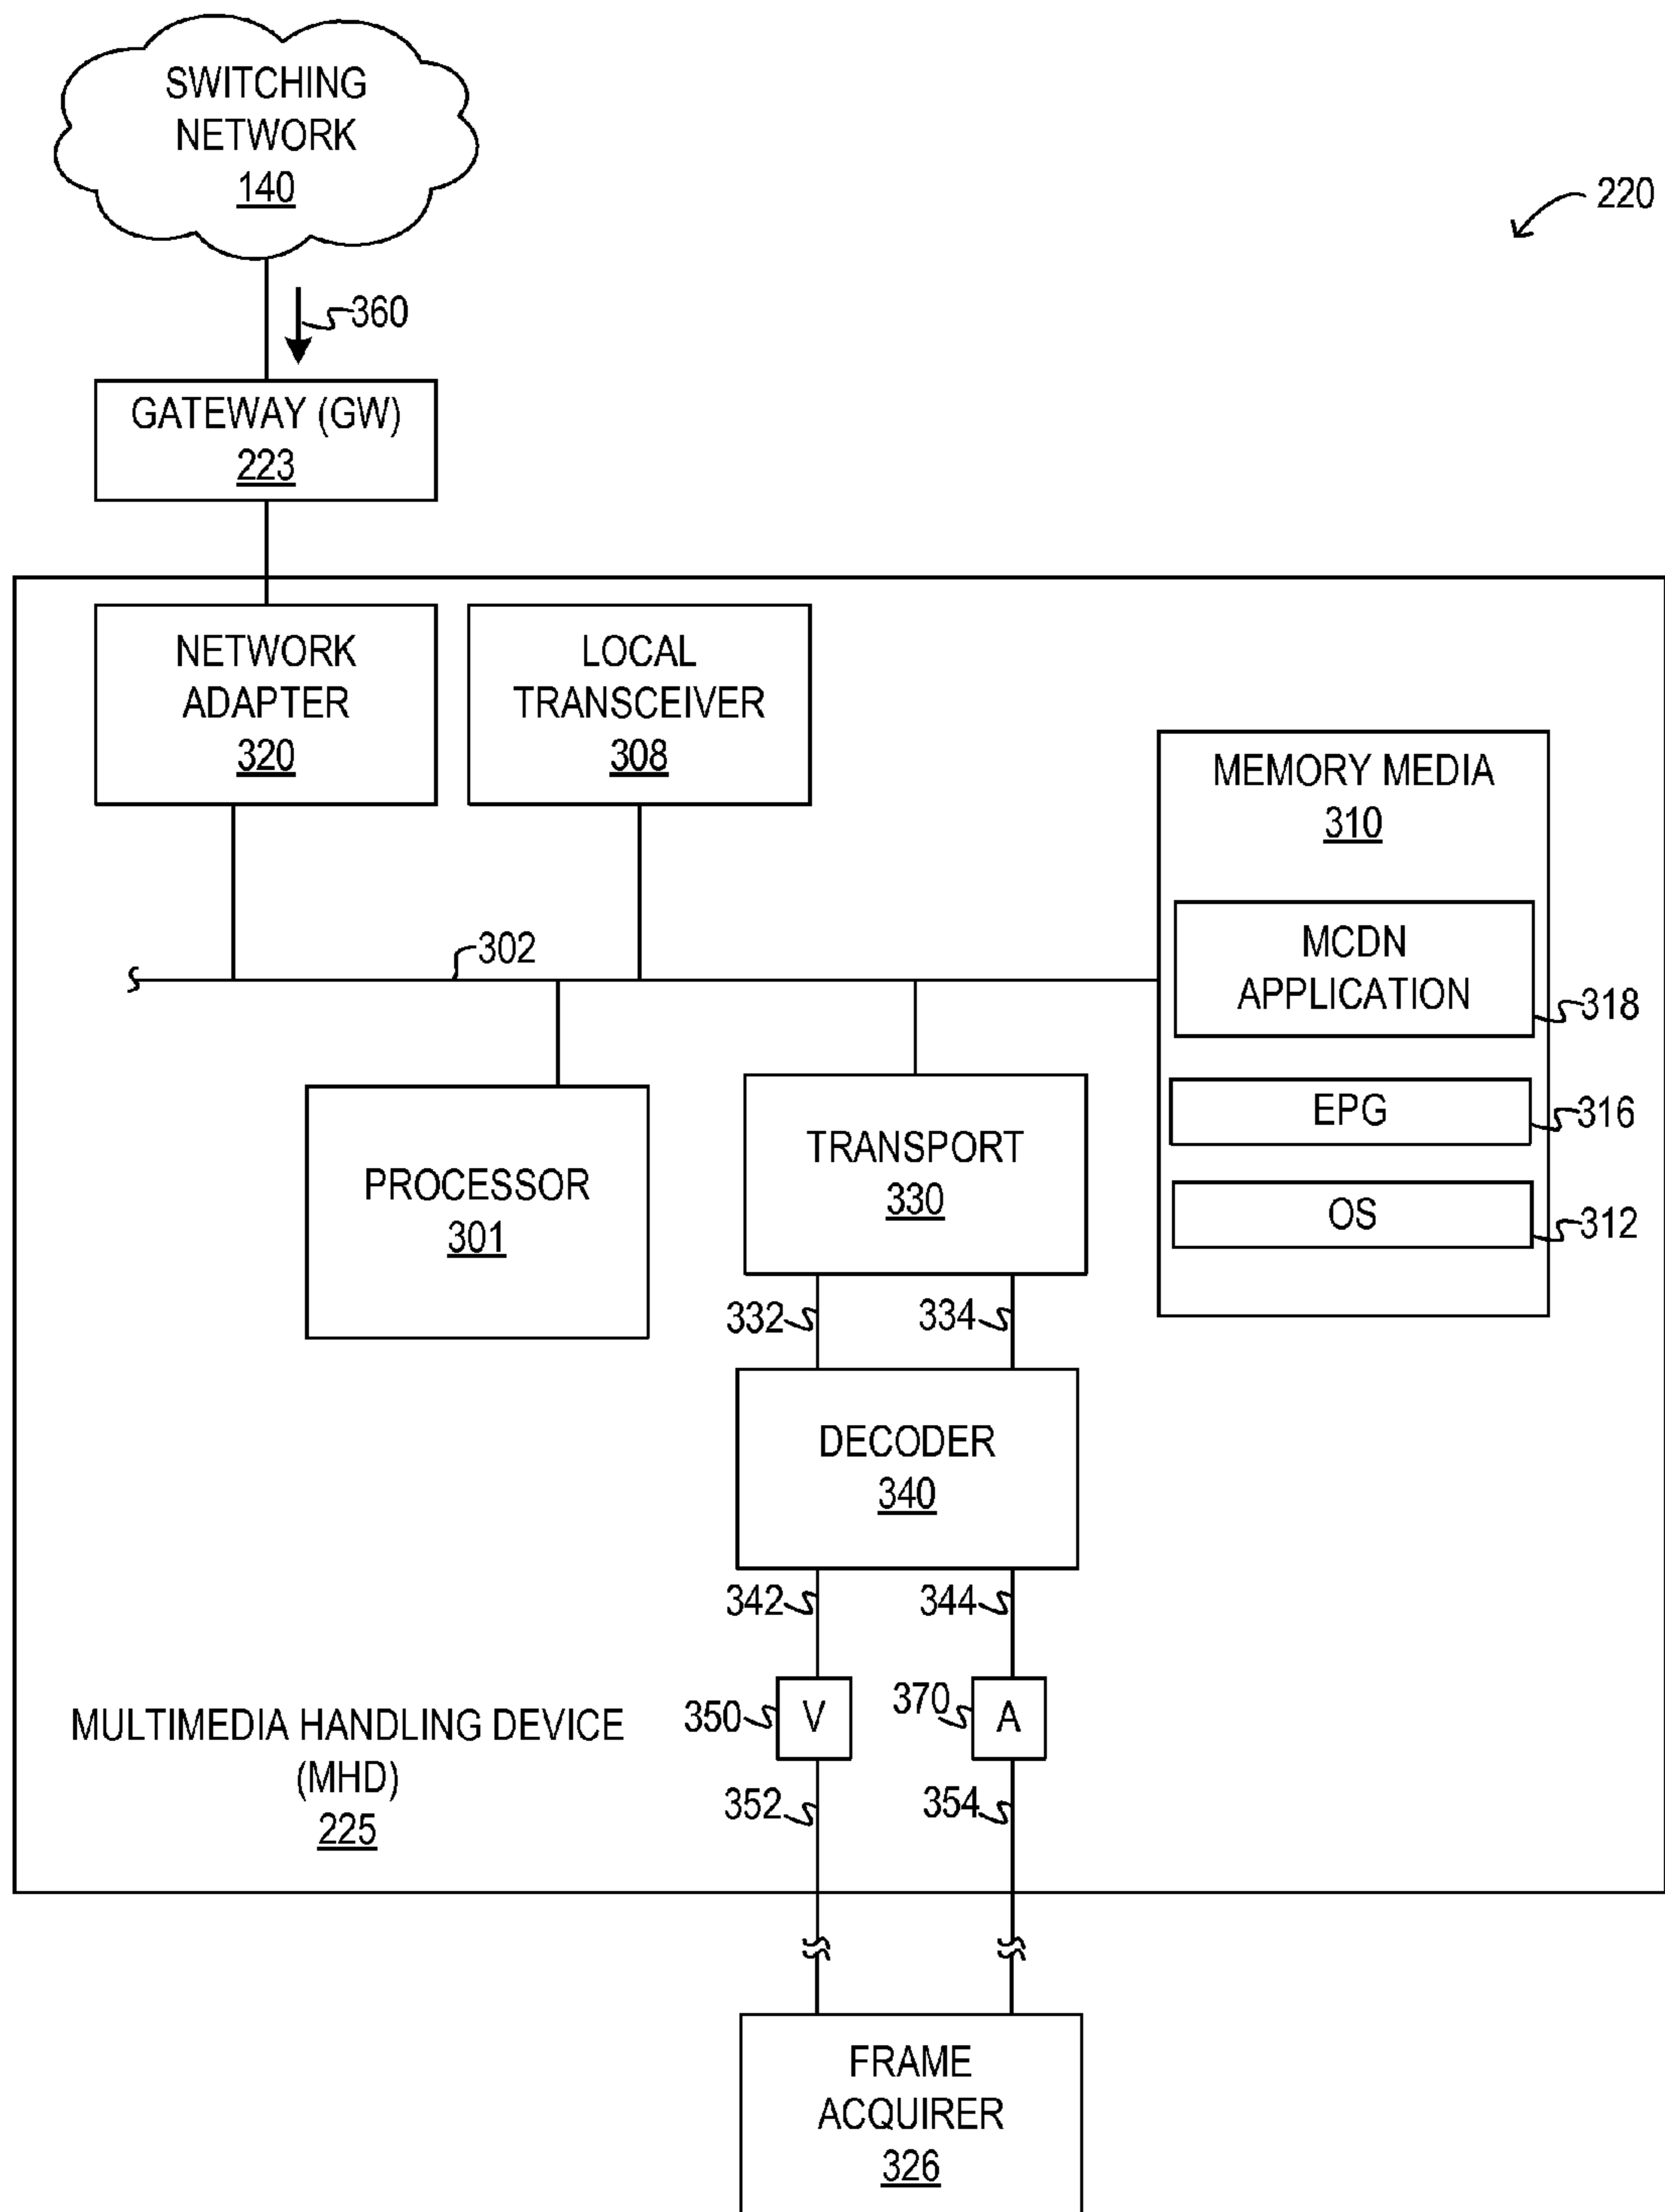 SWITCHING
NETWORK
140
220
360
GATEWAY (GW)
223
NETWORK
ADAPTER
320
LOCAL
TRANSCEIVER
308
MEMORY MEDIA
310
MCDN
APPLICATION
318
302
EPG
316
OS
312
PROCESSOR
301
TRANSPORT
330
332
334
DECODER
340
342
344
350
V
370
A
MULTIMEDIA HANDLING DEVICE
(MHD)
225
352
354
FRAME
ACQUIRER
326